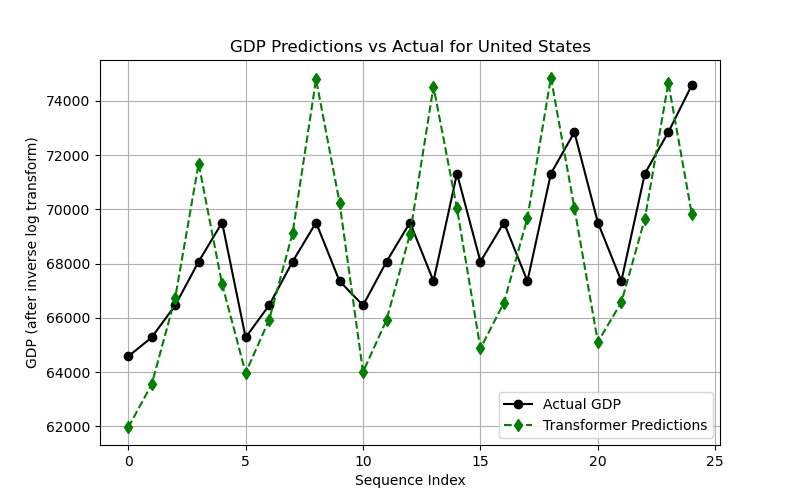 GDP Predictions vs Actual for United States
GDP (after inverse log transform)
74000
72000
70000
68000
66000
64000
62000
Actual GDP
Transformer Predictions
0 5 10 15 20 25
Sequence Index